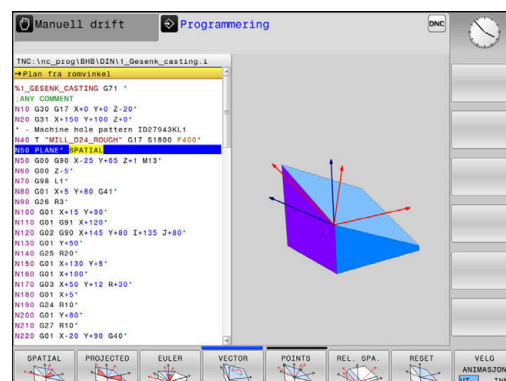 Manuell drift
Programmering
DNC
TNC:\nc_prog\BHB\DIN\1_Gesenk_casting.i
→Plan fra romvinkel
%1_GESENK_CASTING G71 *
;ANY COMMENT
N10 G30 G17 X+0 Y+0 Z-20*
N20 G31 X+150 Y+100 Z+0*
* - Machine hole pattern ID27943KL1
N40 T "MILL_D24_ROUGH" G17 S1800 F400*
N50 PLANE* SPATIAL
N50 G00 G90 X-25 Y+65 Z+1 M13*
N60 G00 Z-5*
N70 G98 L1*
N80 G01 X+5 Y+80 G41*
N90 G26 R3*
N100 G01 X+15 Y+90*
N110 G01 G91 X+120*
N120 G02 G90 X+145 Y+80 I+135 J+80*
N130 G01 Y+50*
N140 G25 R20*
N150 G01 X+130 Y+5*
N160 G01 X+100*
N170 G03 X+50 Y+12 R+30*
N180 G01 X+5*
N190 G24 R10*
N200 G01 Y+80*
N210 G27 R10*
N220 G01 X-20 Y+90 G40*
SPATIAL
PROJECTED
EULER
VECTOR
POINTS
REL. SPA.
RESET
VELG
ANIMASJON